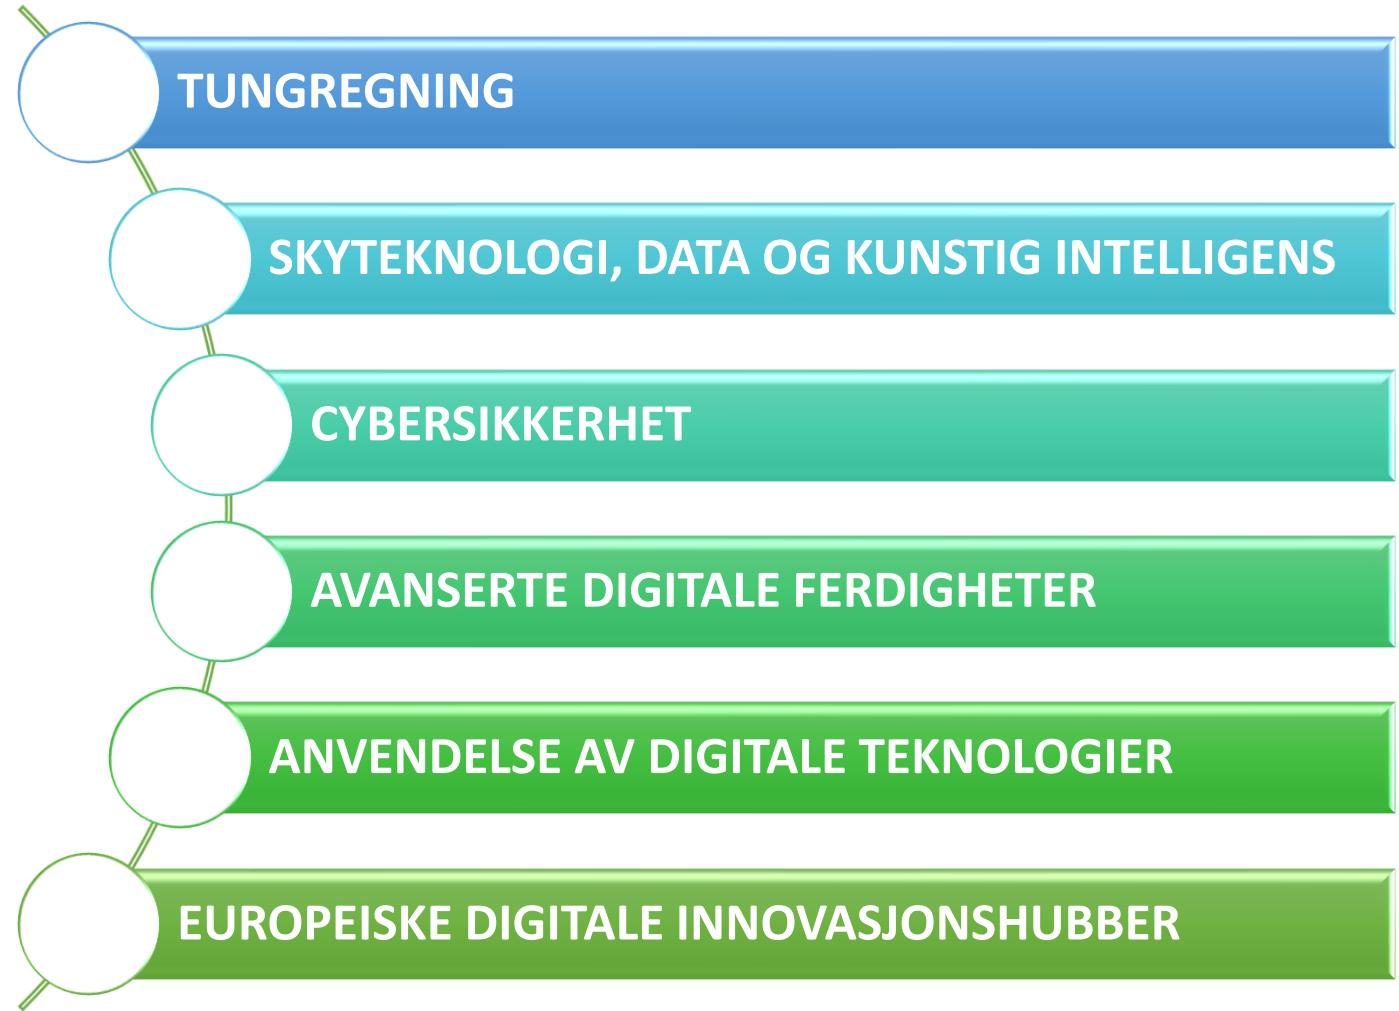 TUNGREGNING
SKYTEKNOLOGI, DATA OG KUNSTIG INTELLIGENS
CYBERSIKKERHET
AVANSERTE DIGITALE FERDIGHETER
ANVENDELSE AV DIGITALE TEKNOLOGIER
EUROPEISKE DIGITALE INNOVASJONSHUBBER